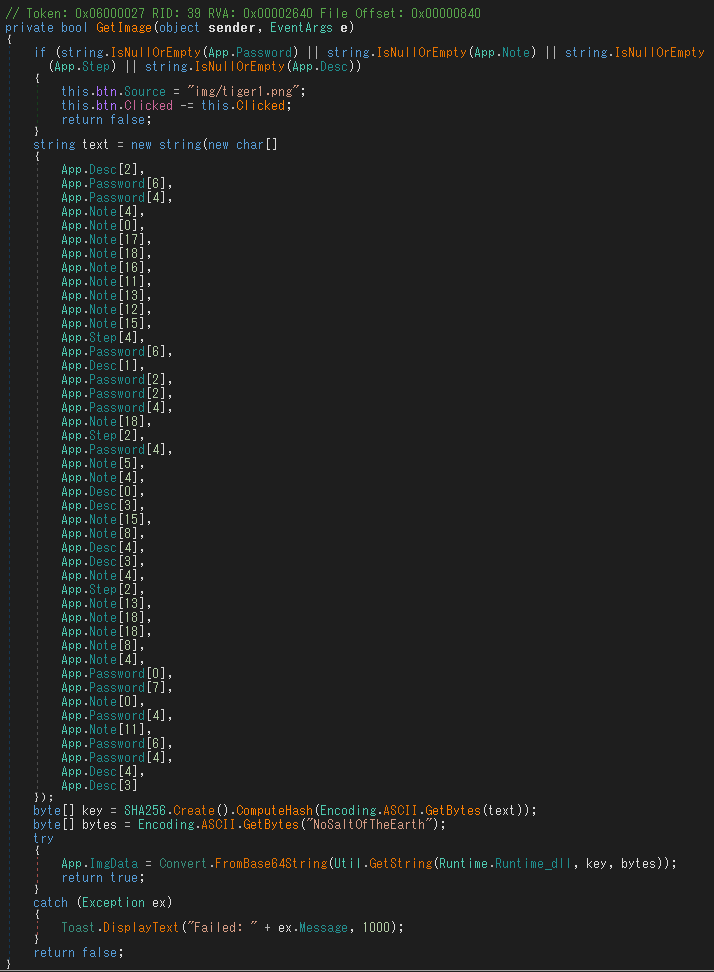 // Token: 0x06000027 RID: 39 RVA: 0x00002640 File Offset: 0x00000840
private bool GetImage(object sender, EventArgs e)
{
if (string.IsNullOrEmpty(App.Password) || string.IsNullOrEmpty(App.Note) || string.IsNullOrEmpty
(App.Step) || string.IsNullOrEmpty(App.Desc))
{
this.btn.Source = "img/tiger1.png";
this.btn.Clicked -= this.Clicked;
return false;
}
string text = new string(new char[]
{
App.Desc[2],
App.Password[6],
App.Password[4],
App.Note[4],
App.Note[0],
App.Note[17],
App.Note[18],
App.Note[16],
App.Note[11],
App.Note[13],
App.Note[12],
App.Note[15],
App.Step[4],
App.Password[6],
App.Desc[1],
App.Password[2],
App.Password[2],
App.Password[4],
App.Note[18],
App.Step[2],
App.Password[4],
App.Note[5],
App.Note[4],
App.Desc[0],
App.Desc[3],
App.Note[15],
App.Note[8],
App.Desc[4],
App.Desc[3],
App.Note[4],
App.Step[2],
App.Note[13],
App.Note[18],
App.Note[18],
App.Note[8],
App.Note[4],
App.Password[0],
App.Password[7],
App.Note[0],
App.Password[4],
App.Note[11],
App.Password[6],
App.Password[4],
App.Desc[4],
App.Desc[3]
});
byte[] key = SHA256.Create().ComputeHash(Encoding.ASCII.GetBytes(text));
byte[] bytes = Encoding.ASCII.GetBytes("NoSaltOfTheEarth");
try
{
App.ImgData = Convert.FromBase64String(Util.GetString(Runtime.Runtime_dll, key, bytes));
return true;
}
catch (Exception ex)
{
Toast.DisplayText("Failed: " + ex.Message, 1000);
}
return false;
}